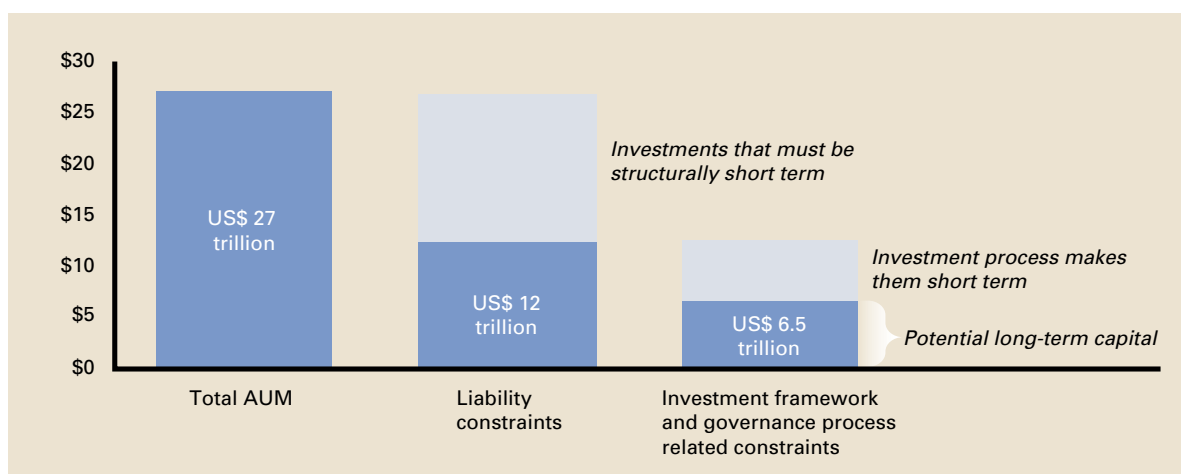 $30
$25
$20
$15
$10
$5
$0
US$ 27
trillion
US$ 12
trillion
US$ 6.5
trillion
Investments that must be
structurally short term
Investment process makes
them short term
Potential long-term capital
Total AUM
Liability
constraints
Investment framework
and governance process
related constraints